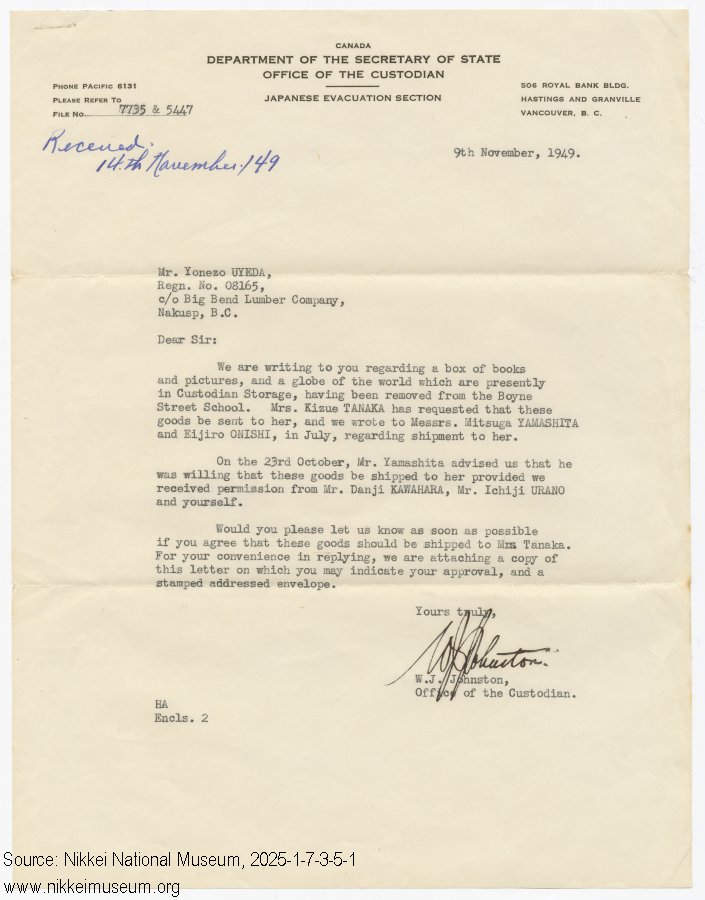 CANADA
DEPARTMENT OF THE SECRETARY OF STATE
OFFICE OF THE CUSTODIAN
JAPANESE EVACUATION SECTION
PHONE PACIFIC 6131
PLEASE REFER TO
FILE NO. 7735 & 5447
506 ROYAL BANK BLDG.
HASTINGS AND GRANVILLE
VANCOUVER, B. C.
Received.
14.th November/49
9th November, 1949.
Mr. Yonezo UYEDA,
Regn. No. 08165,
c/o Big Bend Lumber Company,
Nakusp, B.C.
Dear Sir:
We are writing to you regarding a box of books
and pictures, and a globe of the world which are presently
in Custodian Storage, having been removed from the Boyne
Street School. Mrs. Kizue TANAKA has requested that these
goods be sent to her, and we wrote to Messrs. Mitsuga YAMASHITA
and Eijiro ONISHI, in July, regarding shipment to her.
On the 23rd October, Mr. Yamashita advised us that he
was willing that these goods be shipped to her provided we
received permission from Mr. Danji KAWAHARA, Mr. Ichiji URANO
and yourself.
Would you please let us know as soon as possible
if you agree that these goods should be shipped to Mrs. Tanaka.
For your convenience in replying, we are attaching a copy of
this letter on which you may indicate your approval, and a
stamped addressed envelope.
Yours truly,
WJ Johnston.
W.J. Johnston,
Office of the Custodian.
HA
Encls. 2
Source: Nikkei National Museum, 2025-1-7-3-5-1
www.nikkeimuseum.org